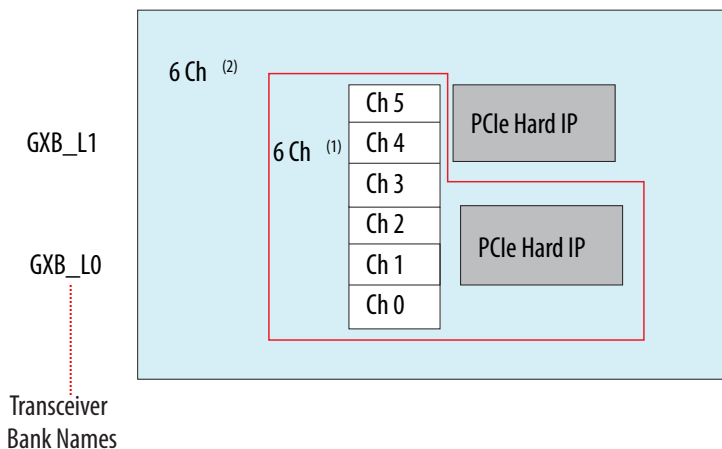 6 Ch (2)
Ch 5
PCIe Hard IP
GXB_L1
6 Ch (1)
Ch 4
Ch 3
Ch 2
PCIe Hard IP
GXB_L0
Ch 1
Ch 0
Transceiver
Bank Names